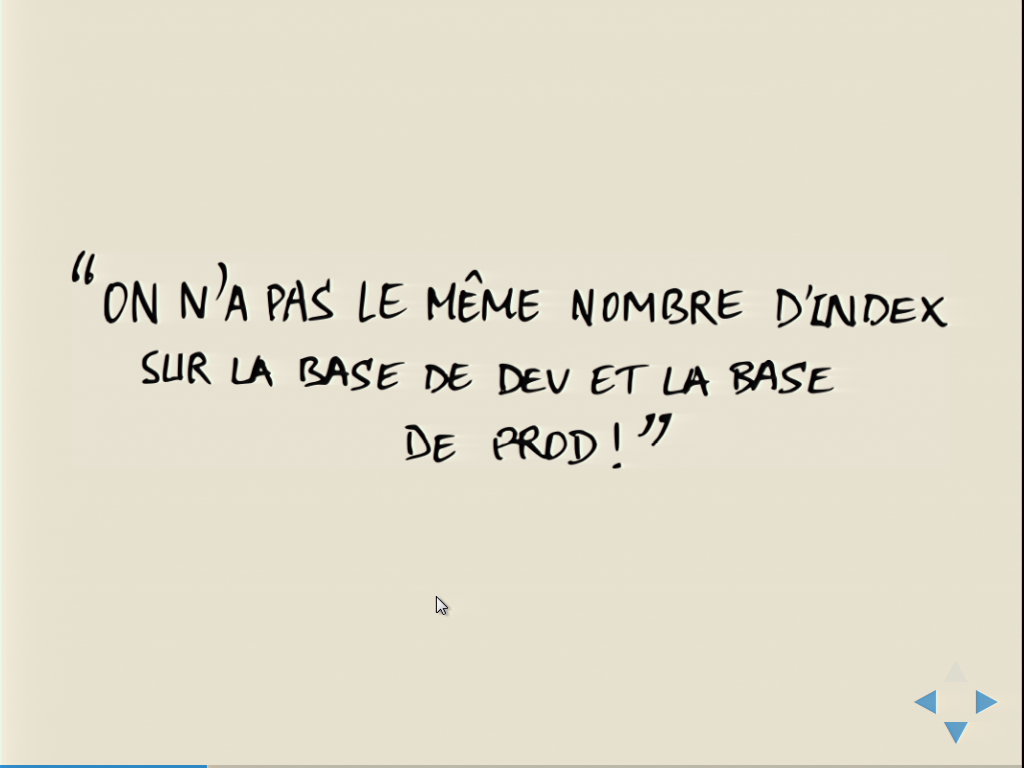 “ON N'A PAS LE MÊME NOMBRE D'INDEX
SUR LA BASE DE DEV ET LA BASE
DE PROD !”